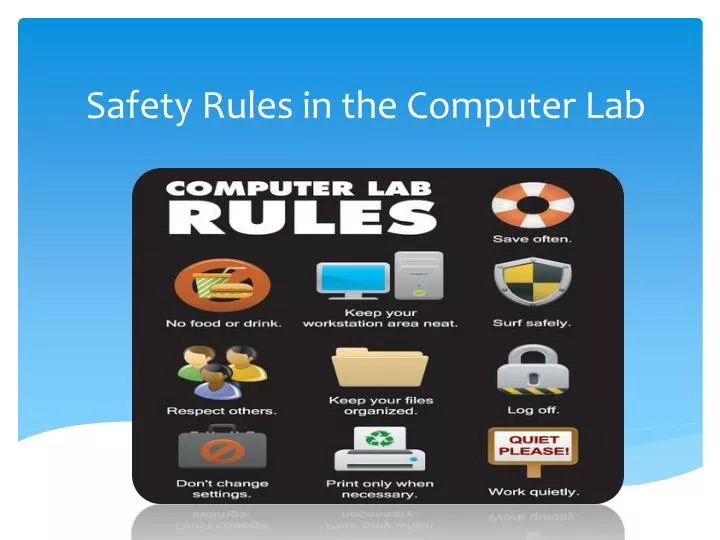 Safety Rules in the Computer Lab
COMPUTER LAB
RULES
Save often.
No food or drink.
Keep your
workstation area neat.
Surf safely.
Respect others.
Keep your files
organized.
Log off.
Don't change
settings.
Print only when
necessary.
QUIET
PLEASE!
Work quietly.